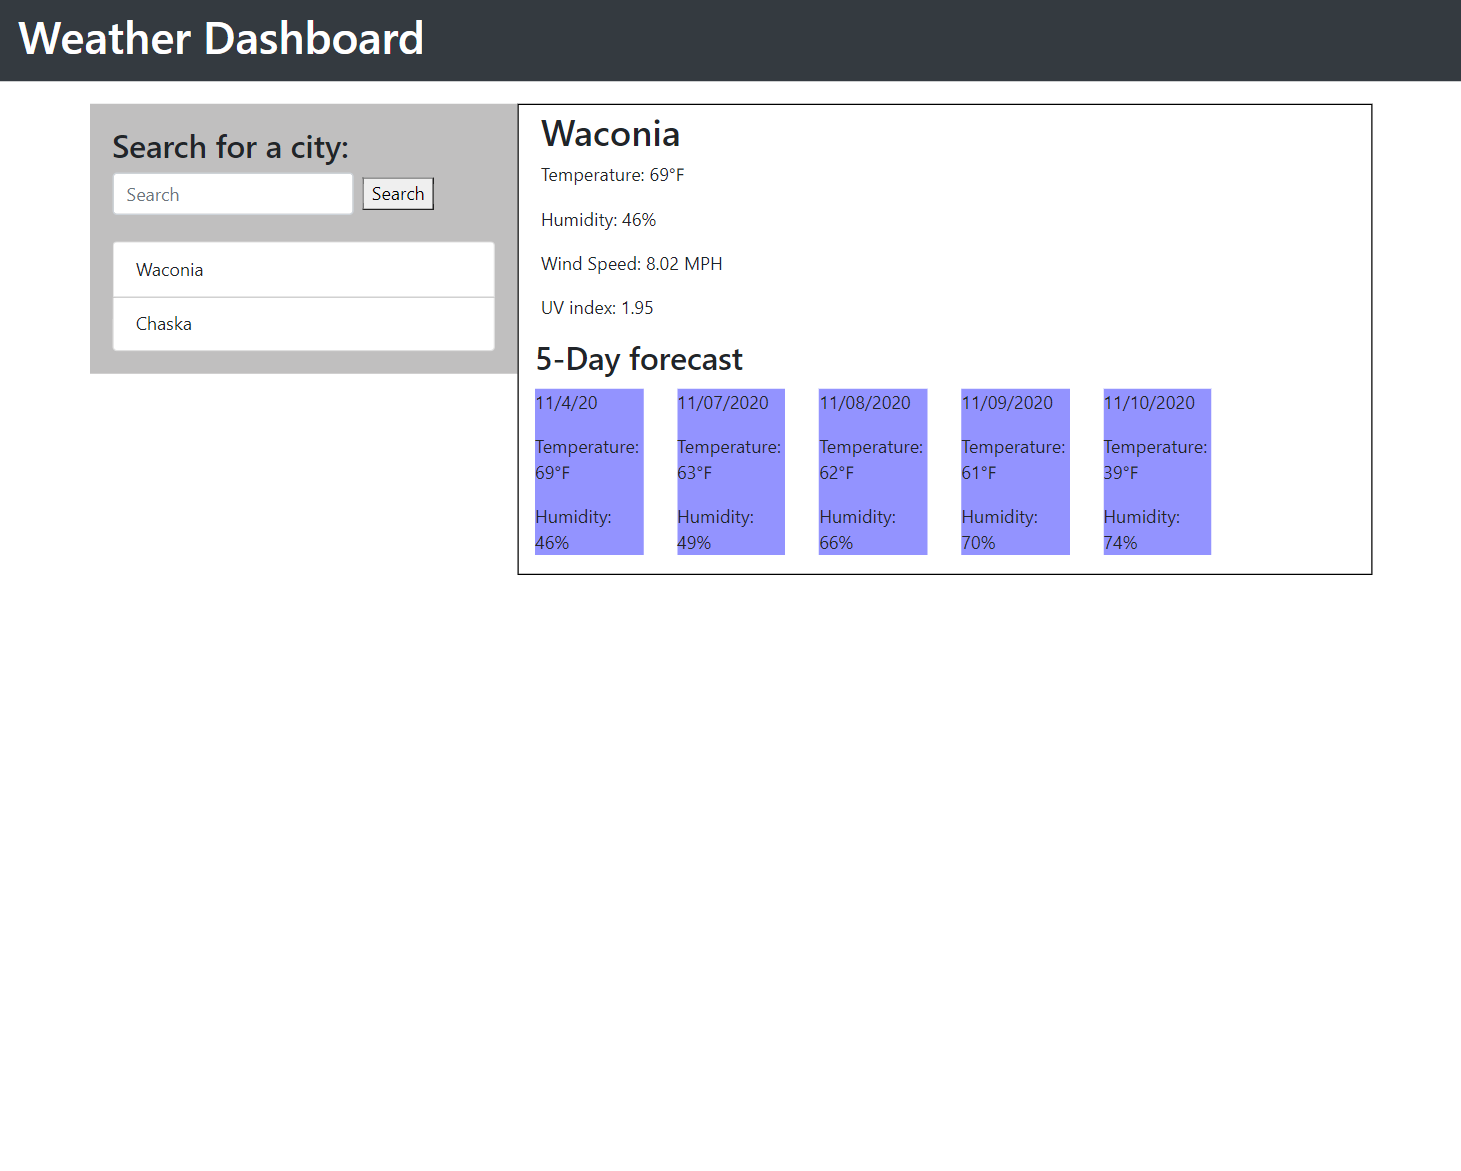 Weather Dashboard
Search for a city:
Search
Search
Waconia
Chaska
Waconia
Temperature: 69°F
Humidity: 46%
Wind Speed: 8.02 MPH
UV index: 1.95
5-Day forecast
11/4/20
Temperature:
69°F
Humidity:
46%
11/07/2020
Temperature:
63°F
Humidity:
49%
11/08/2020
Temperature:
62°F
Humidity:
66%
11/09/2020
Temperature:
61°F
Humidity:
70%
11/10/2020
Temperature:
39°F
Humidity:
74%